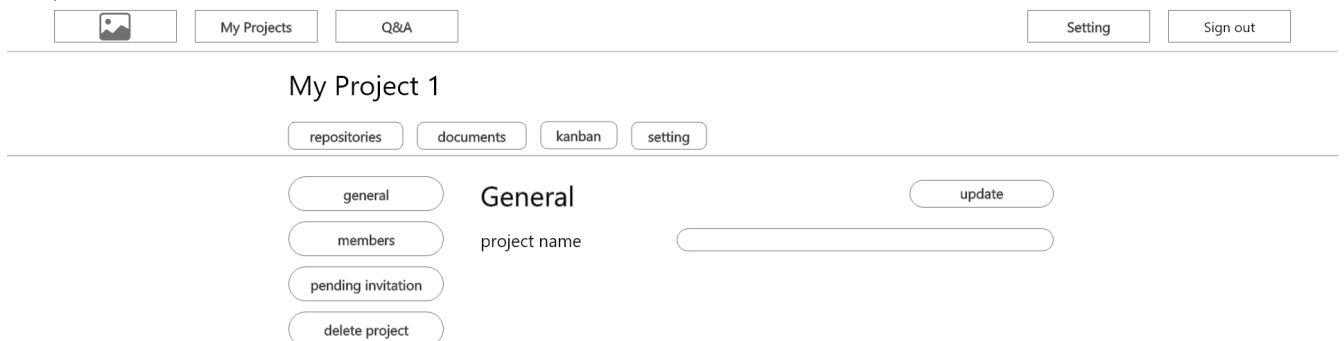 My Projects Q&A Setting Sign out
My Project 1
repositories documents kanban setting
general General update
members project name
pending invitation
delete project